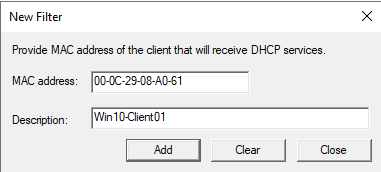 New Filter
Provide MAC address of the client that will receive DHCP services.
MAC address: 00-0C-29-08-A0-61
Description: Win10-Client01
Add Clear Close